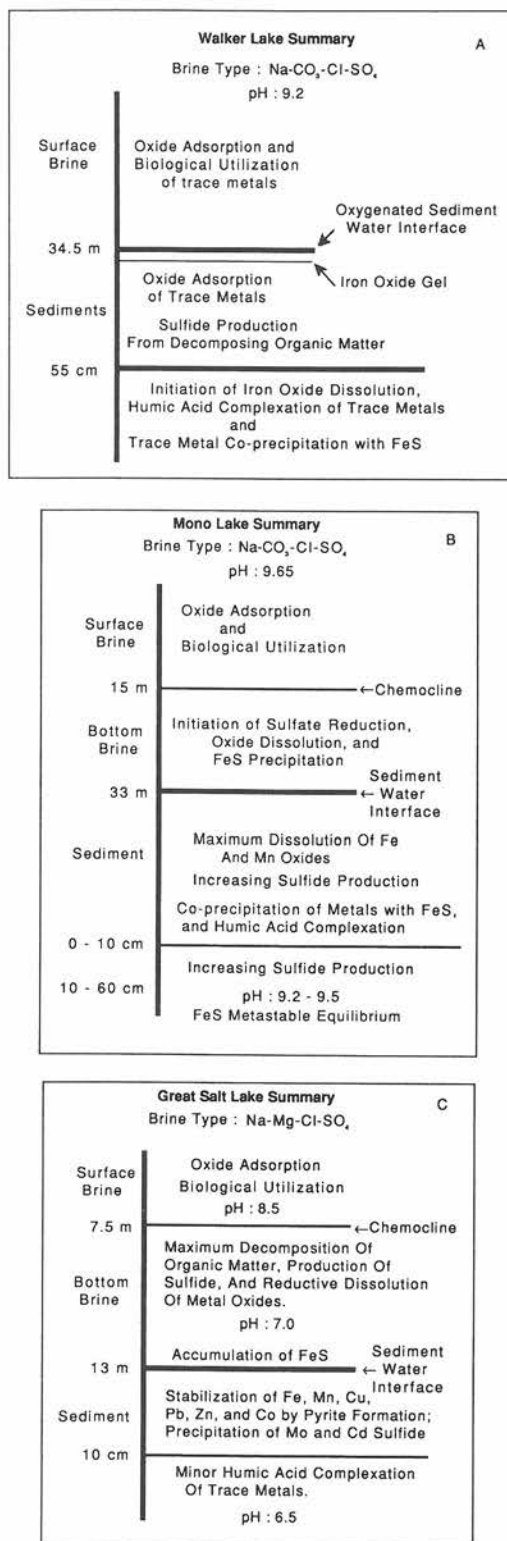 Walker Lake Summary
A
Brine Type : Na-CO₃-Cl-SO₄
pH : 9.2
Surface
Brine
Oxide Adsorption and
Biological Utilization
of trace metals
Oxygenated Sediment
Water Interface
34.5 m
Iron Oxide Gel
Oxide Adsorption
of Trace Metals
Sediments
Sulfide Production
From Decomposing Organic Matter
55 cm
Initiation of Iron Oxide Dissolution,
Humic Acid Complexation of Trace Metals
and
Trace Metal Co-precipitation with FeS
Mono Lake Summary
B
Brine Type : Na-CO₃-Cl-SO₄
pH : 9.65
Surface
Brine
Oxide Adsorption
and
Biological Utilization
15 m
←Chemocline
Bottom
Brine
Initiation of Sulfate Reduction,
Oxide Dissolution, and
FeS Precipitation
33 m
Sediment
← Water
Interface
Sediment
Maximum Dissolution Of Fe
And Mn Oxides
Increasing Sulfide Production
Co-precipitation of Metals with FeS,
and Humic Acid Complexation
0 - 10 cm
Increasing Sulfide Production
10 - 60 cm
pH : 9.2 - 9.5
FeS Metastable Equilibrium
Great Salt Lake Summary
C
Brine Type : Na-Mg-Cl-SO₄
Surface
Brine
Oxide Adsorption
Biological Utilization
pH : 8.5
7.5 m
←Chemocline
Bottom
Brine
Maximum Decomposition Of
Organic Matter, Production Of
Sulfide, And Reductive Dissolution
Of Metal Oxides.
pH : 7.0
Accumulation of FeS
13 m
Sediment
← Water
Interface
Sediment
Stabilization of Fe, Mn, Cu,
Pb, Zn, and Co by Pyrite Formation;
Precipitation of Mo and Cd Sulfide
10 cm
Minor Humic Acid Complexation
Of Trace Metals.
pH : 6.5